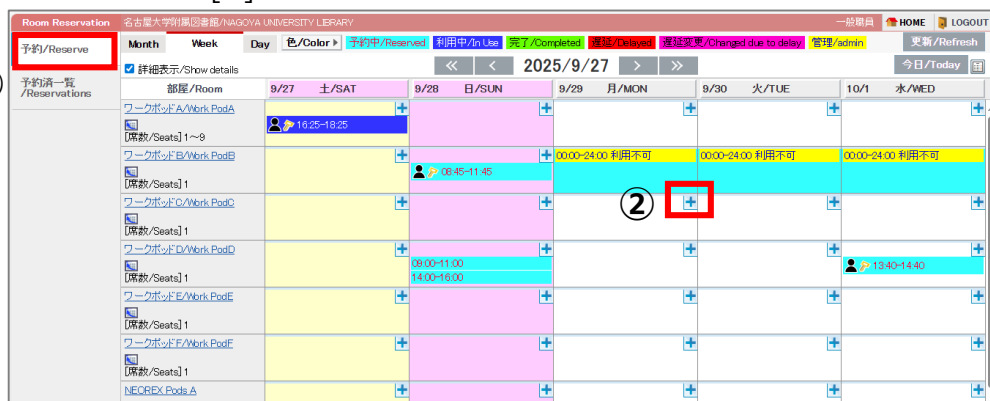 Room Reservation 名古屋大学附属図書館/NAGOYA UNIVERSITY LIBRARY 一般職員 HOME LOGOUT
予約/Reserve Month Week Day 色/Color 予約中/Reserved 利用中/In Use 完了/Completed 遅延/Delayed 遅延変更/Changed due to delay 管理/admin 更新/Refresh
詳細表示/Show details 2025/9/27 今日/Today
予約済一覧
/Reservations
部屋/Room 9/27 土/SAT 9/28 日/SUN 9/29 月/MON 9/30 火/TUE 10/1 水/WED
ワークポッドA/Work PodA
16:25-18:25
[席数/Seats] 1～9
ワークポッドB/Work PodB 00:00-24:00 利用不可 00:00-24:00 利用不可 00:00-24:00 利用不可
08:45-11:45
[席数/Seats] 1
ワークポッドC/Work PodC
②
[席数/Seats] 1
ワークポッドD/Work PodD
09:00-11:00 13:40-14:40
[席数/Seats] 1 14:00-16:00
ワークポッドE/Work PodE
[席数/Seats] 1
ワークポッドF/Work PodF
[席数/Seats] 1
NEOREX Pods A